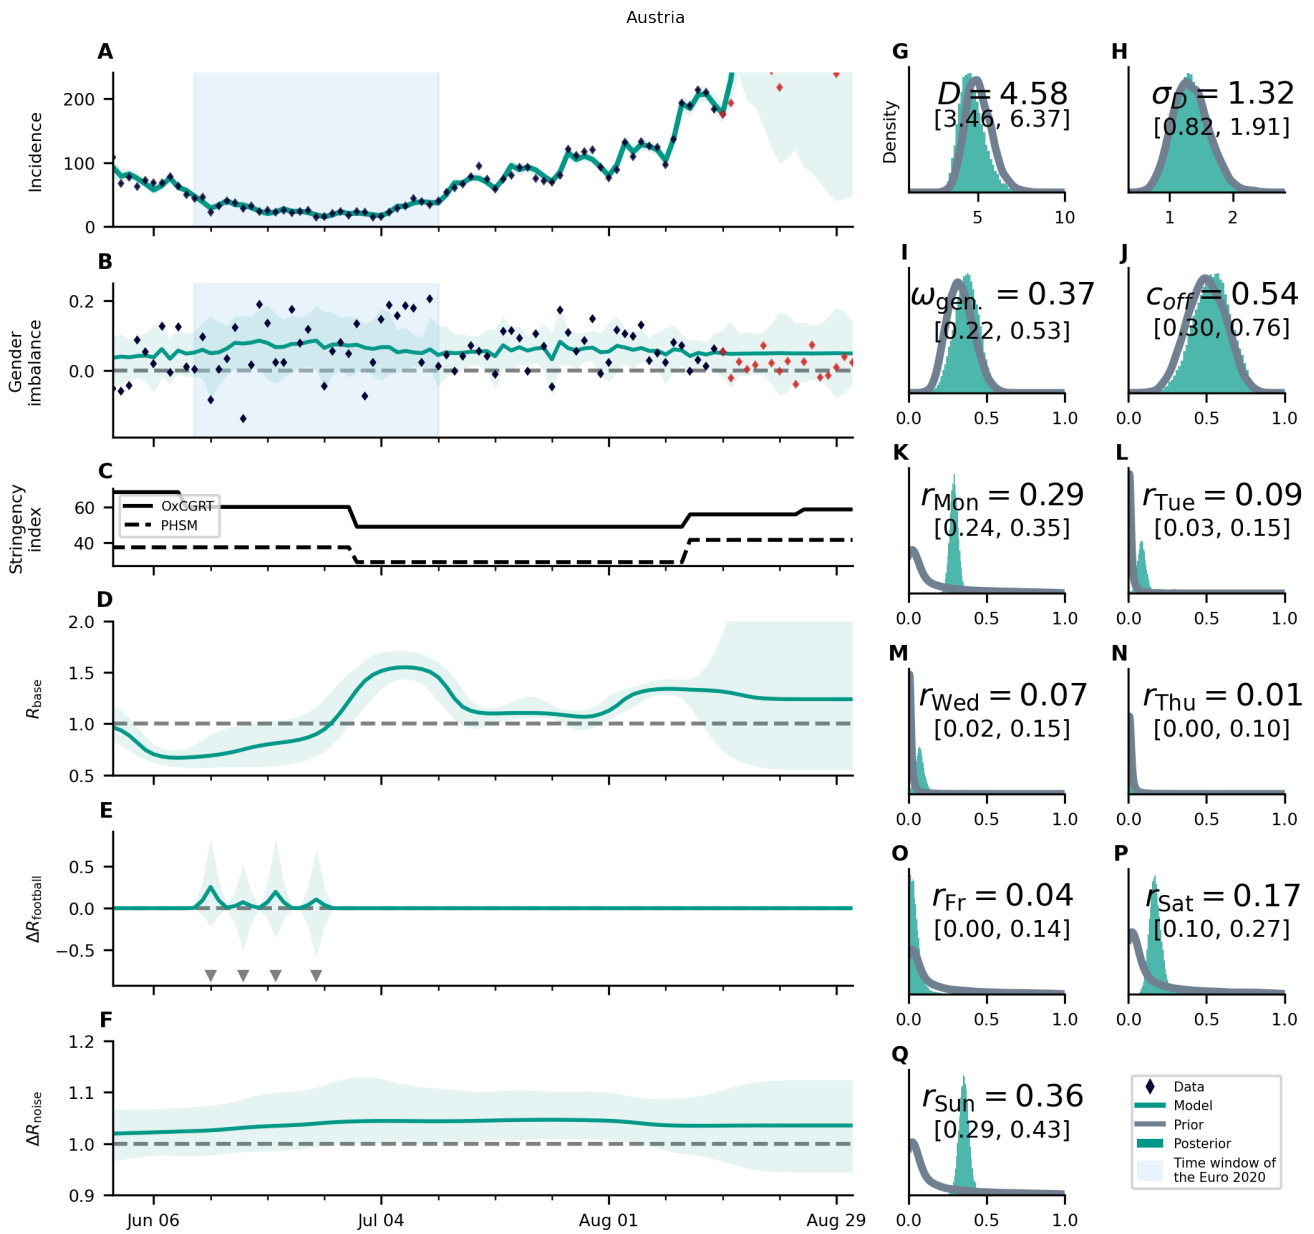 Austria
A
Incidence
200
100
0
B
Gender
imbalance
0.2
0.0
C
Stringency
index
60
40
OxCGRT
PHSM
D
R_base
2.0
1.5
1.0
0.5
E
ΔR_football
0.5
0.0
−0.5
F
ΔR_noise
1.2
1.1
1.0
0.9
Jun 06
Jul 04
Aug 01
Aug 29
G
Density
D = 4.58
[3.46, 6.37]
5
10
H
σ_D = 1.32
[0.82, 1.91]
1
2
I
ω_gen. = 0.37
[0.22, 0.53]
0.0
0.5
1.0
J
c_off = 0.54
[0.30, 0.76]
0.0
0.5
1.0
K
r_Mon = 0.29
[0.24, 0.35]
0.0
0.5
1.0
L
r_Tue = 0.09
[0.03, 0.15]
0.0
0.5
1.0
M
r_Wed = 0.07
[0.02, 0.15]
0.0
0.5
1.0
N
r_Thu = 0.01
[0.00, 0.10]
0.0
0.5
1.0
O
r_Fr = 0.04
[0.00, 0.14]
0.0
0.5
1.0
P
r_Sat = 0.17
[0.10, 0.27]
0.0
0.5
1.0
Q
r_Sun = 0.36
[0.29, 0.43]
0.0
0.5
1.0
Data
Model
Prior
Posterior
Time window of
the Euro 2020